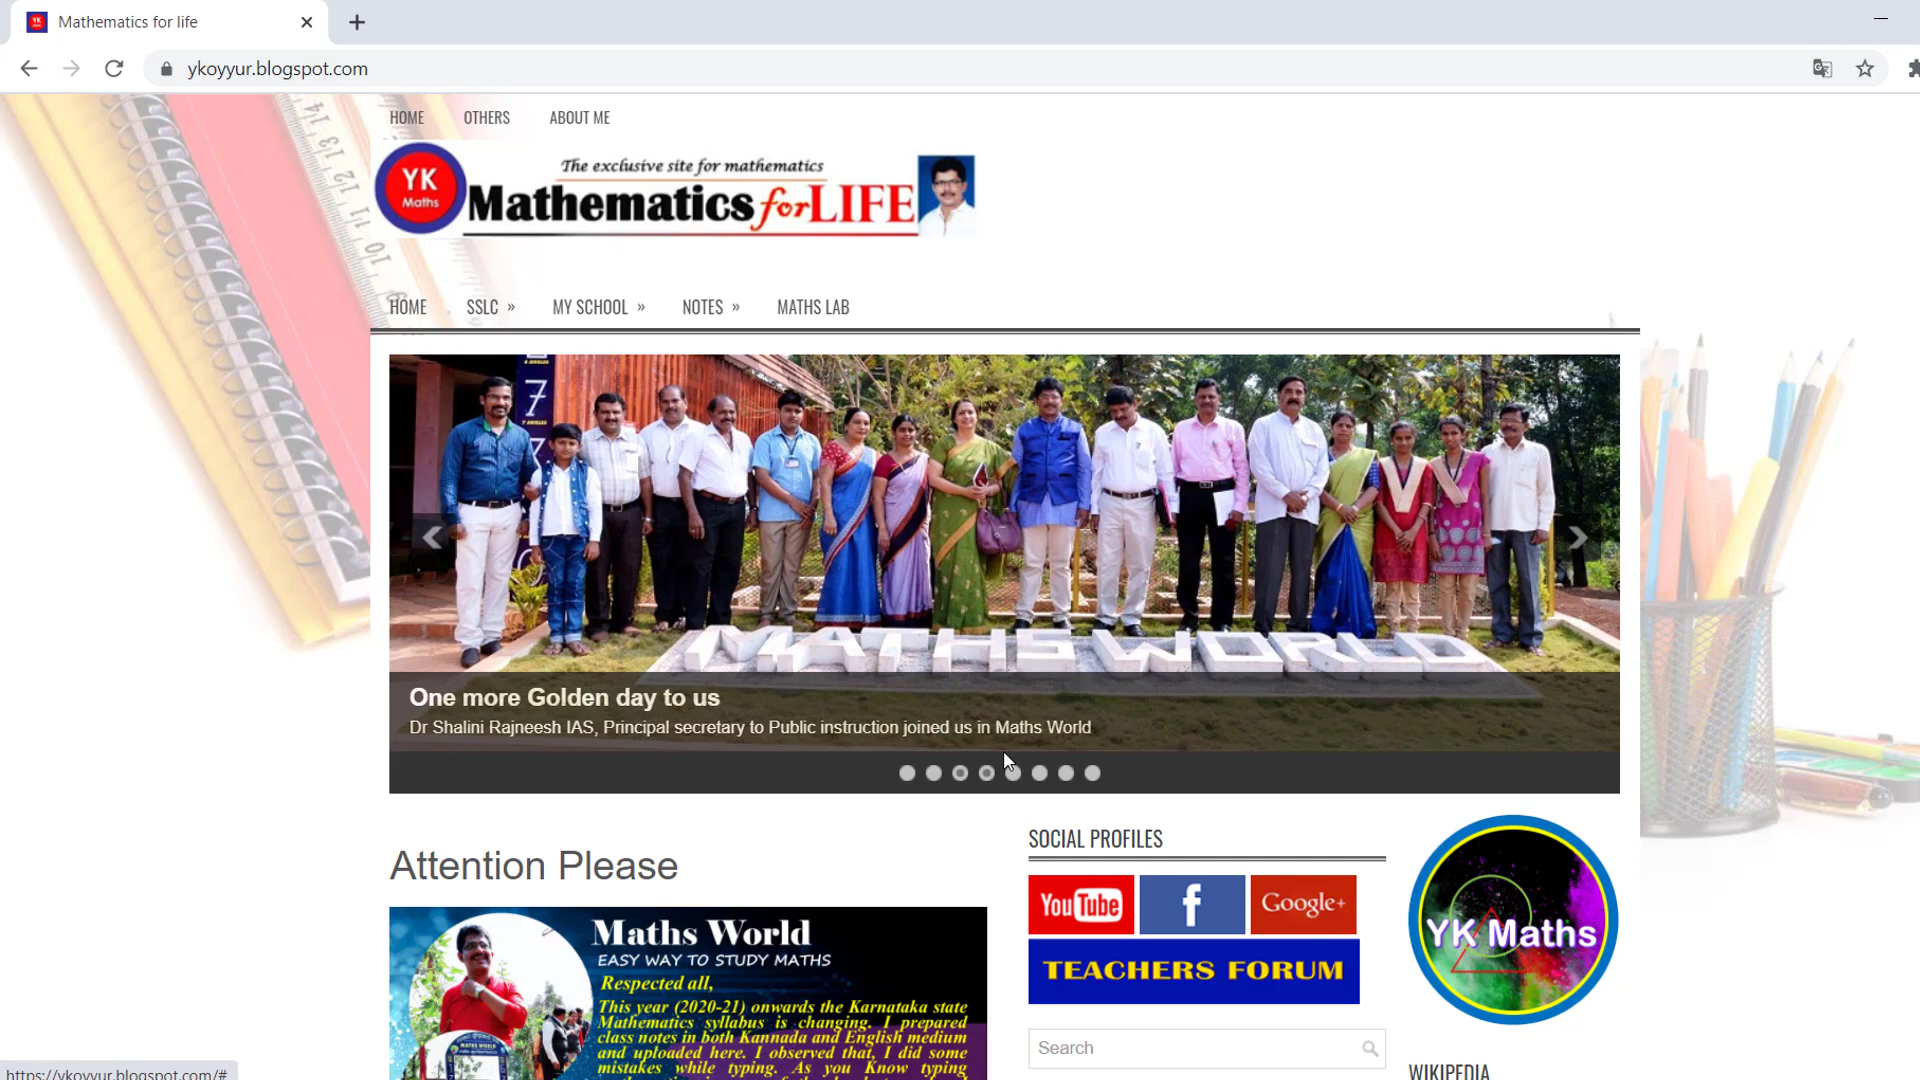 Mathematics for life
ykoyyur.blogspot.com
HOME OTHERS ABOUT ME
YK
Maths
The exclusive site for mathematics
Mathematics for LIFE
HOME SSLC » MY SCHOOL » NOTES » MATHS LAB
7
MATHS WORLD
One more Golden day to us
Dr Shalini Rajneesh IAS, Principal secretary to Public instruction joined us in Maths World
Attention Please
Maths World
EASY WAY TO STUDY MATHS
Respected all,
This year (2020-21) onwards the Karnataka state
Mathematics syllabus is changing. I prepared
class notes in both Kannada and English medium
and uploaded here. I observed that, I did some
mistakes while typing. As you Know typing
MATHS WORLD
SOCIAL PROFILES
YouTube
f
Google+
TEACHERS FORUM
Search
YK Maths
WIKIPEDIA
https://ykoyyur.blogspot.com/#